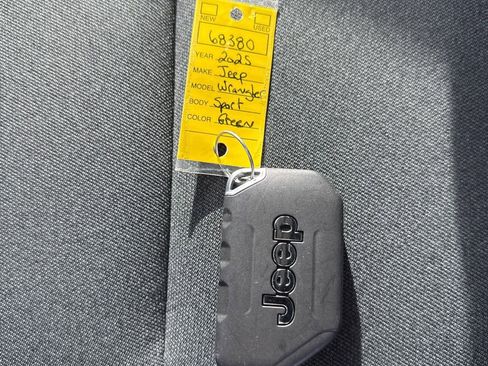 NEW USED
68380
YEAR 2025
MAKE Jeep
MODEL Wrangler
BODY Sport
COLOR Green
Jeep